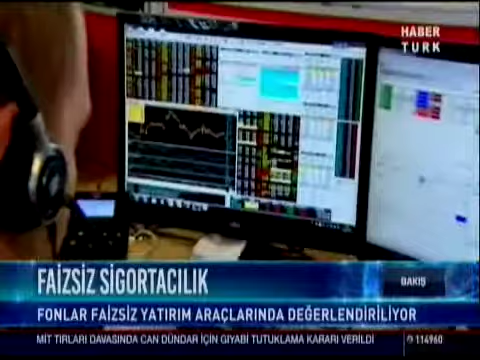 HABER
TÜRK
FAİZSİZ SİGORTACILIK
BAKIŞ
FONLAR FAİZSİZ YATIRIM ARAÇLARINDA DEĞERLENDİRİLİYOR
MİT TIRLARI DAVASINDA CAN DÜNDAR İÇİN GIYABİ TUTUKLAMA KARARI VERİLDİ
114960